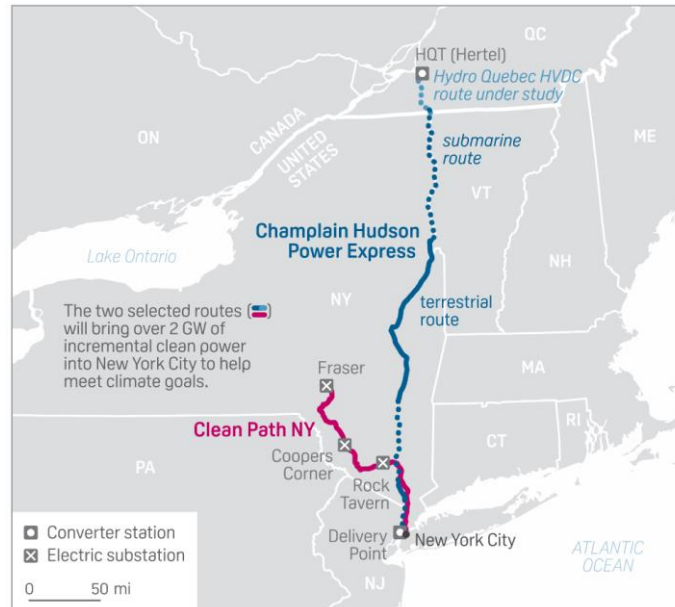 QC
HQT (Hertel)
Hydro Quebec HVDC
route under study
ME
ON
CANADA
UNITED
STATES
submarine
route
VT
Champlain Hudson
Power Express
Lake Ontario
NH
NY
terrestrial
route
The two selected routes ( )
will bring over 2 GW of
incremental clean power
into New York City to help
meet climate goals.
MA
Fraser
Clean Path NY
RI
CT
PA
Coopers
Corner
Rock
Tavern
Converter station
Delivery
Point
New York City
Electric substation
ATLANTIC
OCEAN
0 50 mi
NJ